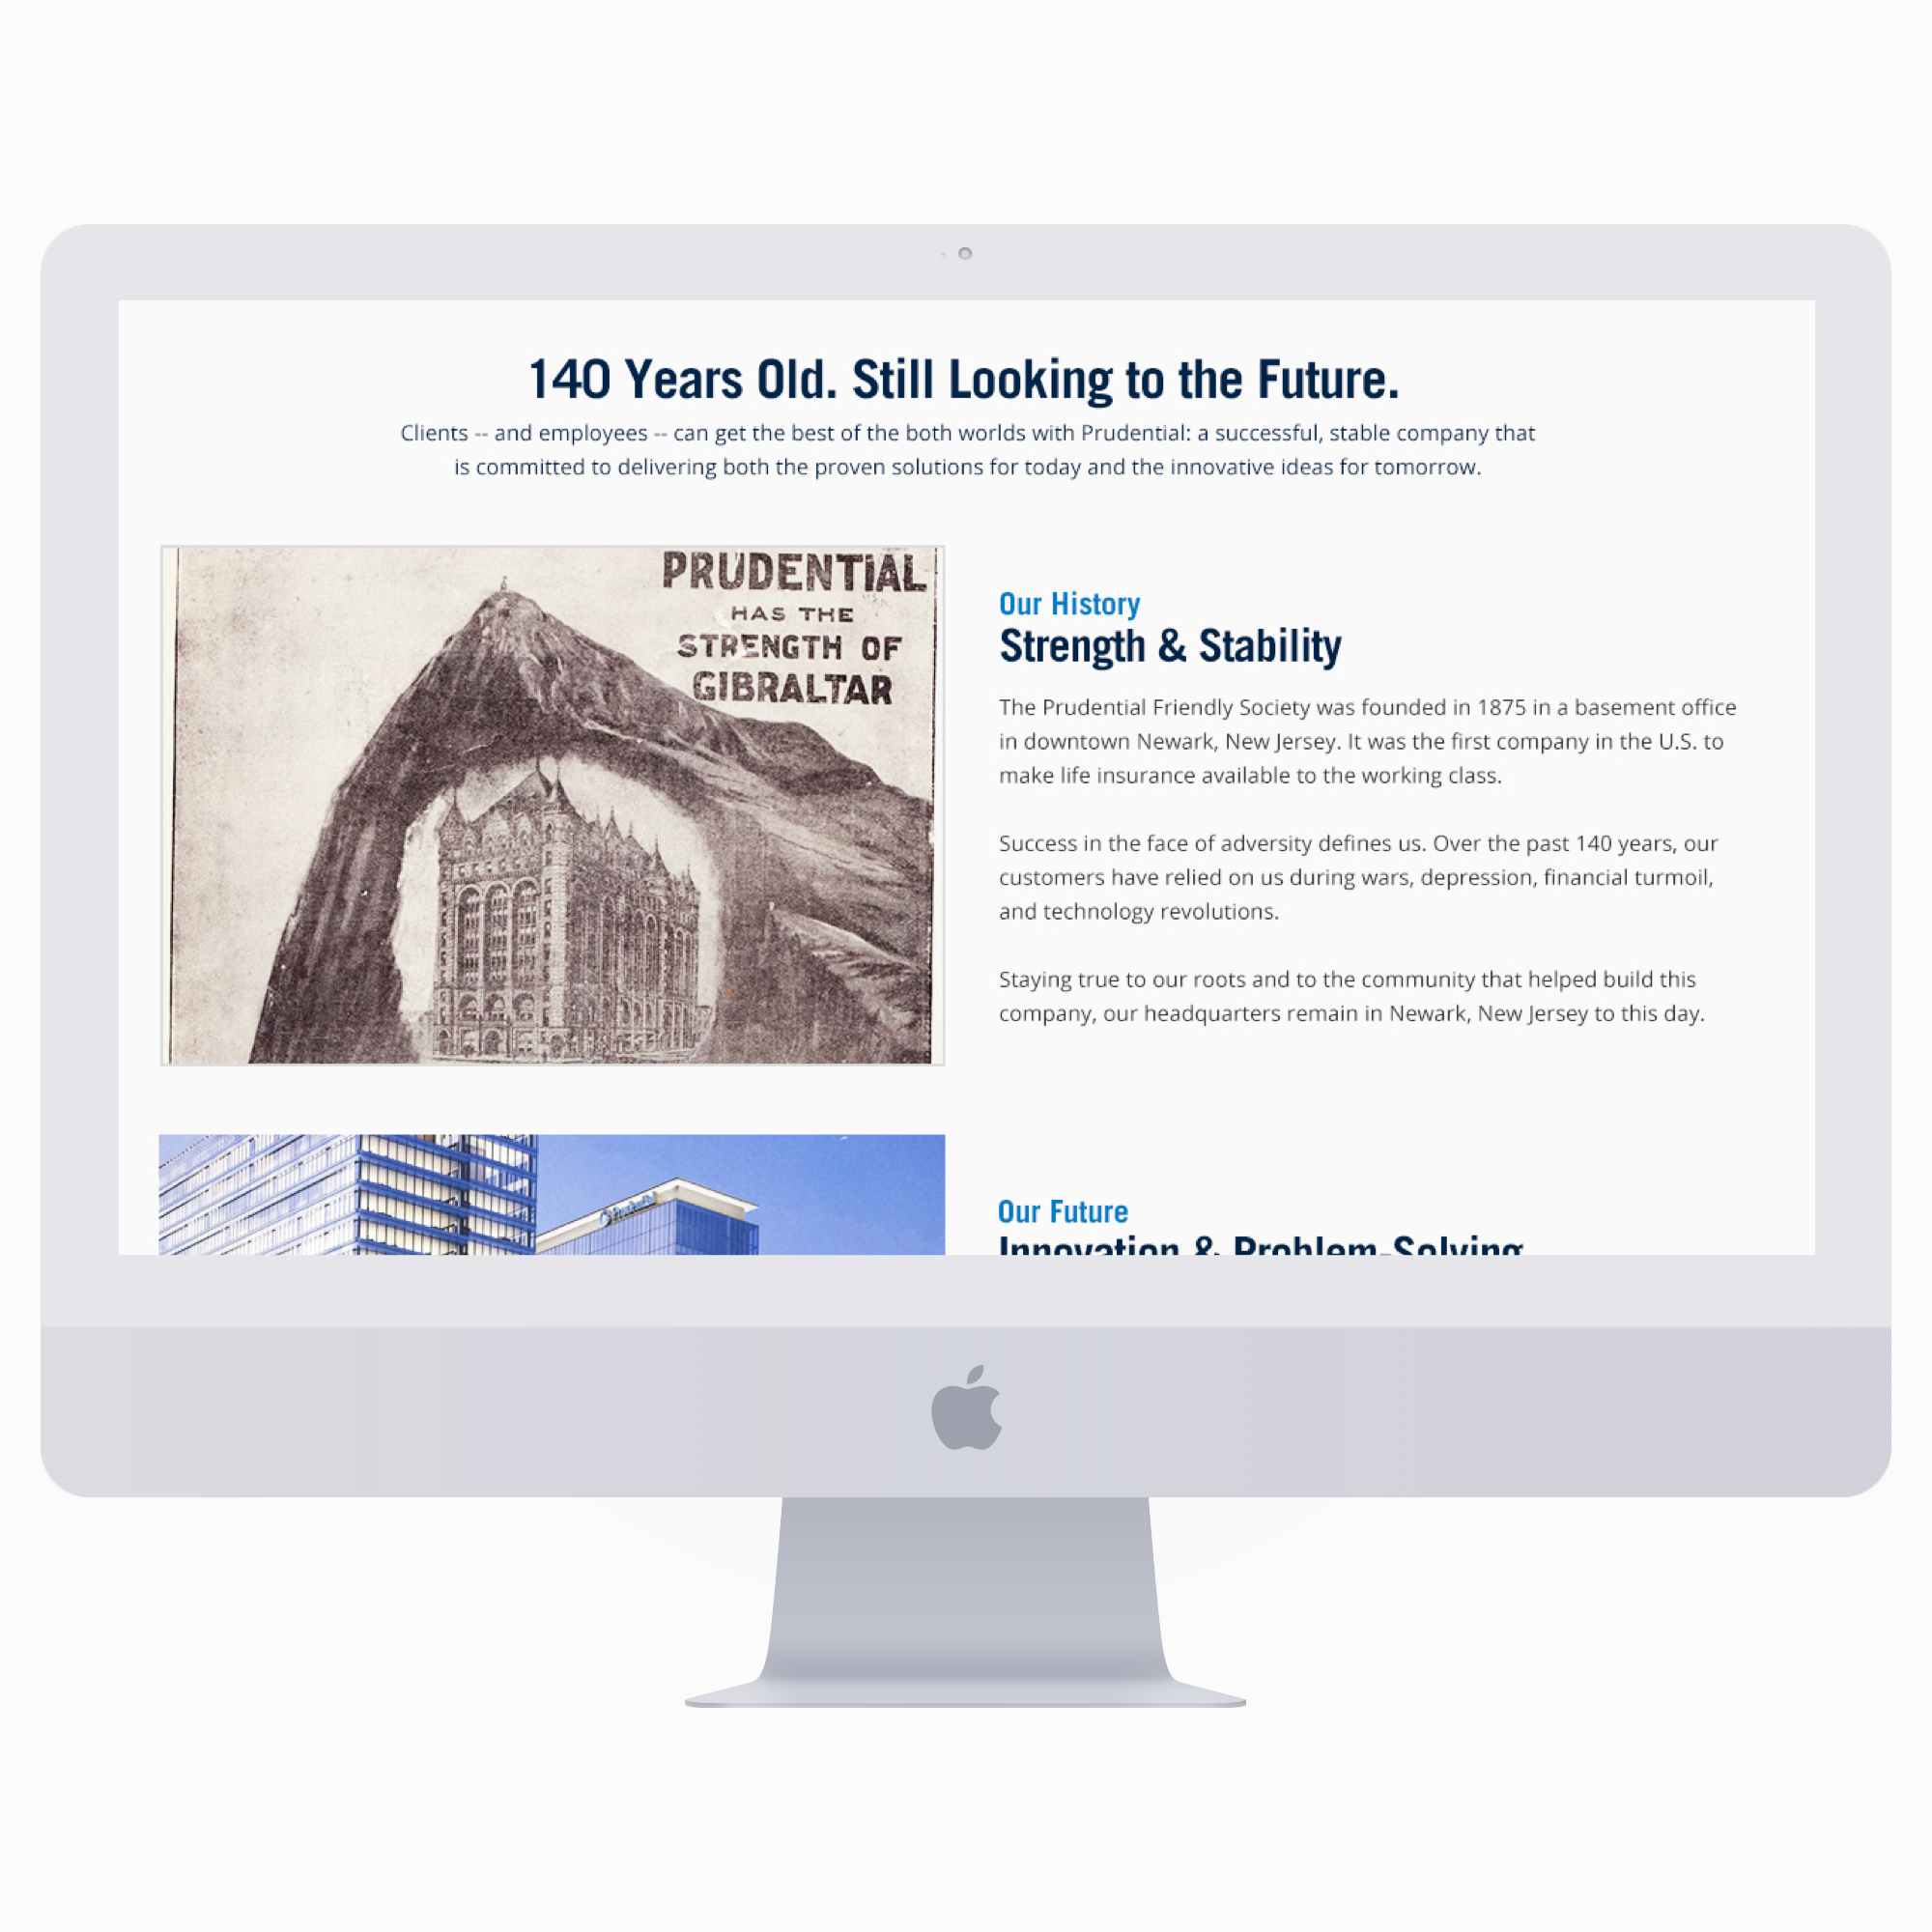 140 Years Old. Still Looking to the Future.
Clients -- and employees -- can get the best of the both worlds with Prudential: a successful, stable company that
is committed to delivering both the proven solutions for today and the innovative ideas for tomorrow.
PRUDENTIAL
HAS THE
STRENGTH OF
GIBRALTAR
Our History
Strength & Stability
The Prudential Friendly Society was founded in 1875 in a basement office
in downtown Newark, New Jersey. It was the first company in the U.S. to
make life insurance available to the working class.
Success in the face of adversity defines us. Over the past 140 years, our
customers have relied on us during wars, depression, financial turmoil,
and technology revolutions.
Staying true to our roots and to the community that helped build this
company, our headquarters remain in Newark, New Jersey to this day.
Prudential
Our Future
Innovation & Problem-Solving